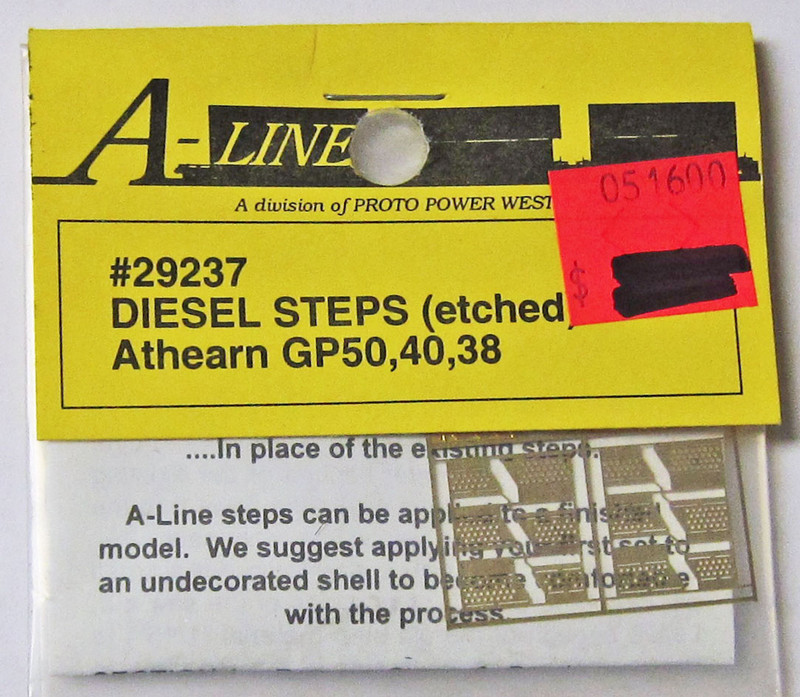 A-LINE
A division of PROTO POWER WEST
051600
$
#29237
DIESEL STEPS (etched)
Athearn GP50,40,38
....In place of the existing steps.
A-Line steps can be applied to a finished
model. We suggest applying your first set to
an undecorated shell to become comfortable
with the process.